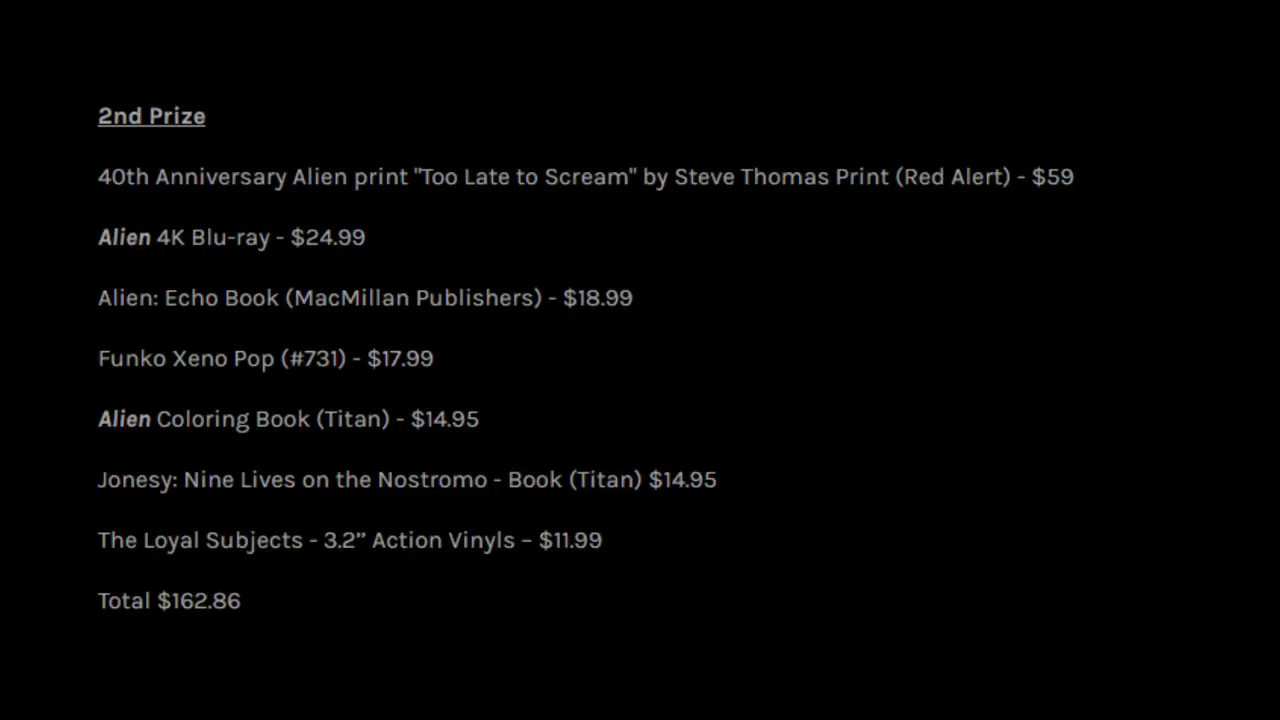 2nd Prize
40th Anniversary Alien print "Too Late to Scream" by Steve Thomas Print (Red Alert) - $59
Alien 4K Blu-ray - $24.99
Alien: Echo Book (MacMillan Publishers) - $18.99
Funko Xeno Pop (#731) - $17.99
Alien Coloring Book (Titan) - $14.95
Jonesy: Nine Lives on the Nostromo - Book (Titan) $14.95
The Loyal Subjects - 3.2” Action Vinyls – $11.99
Total $162.86